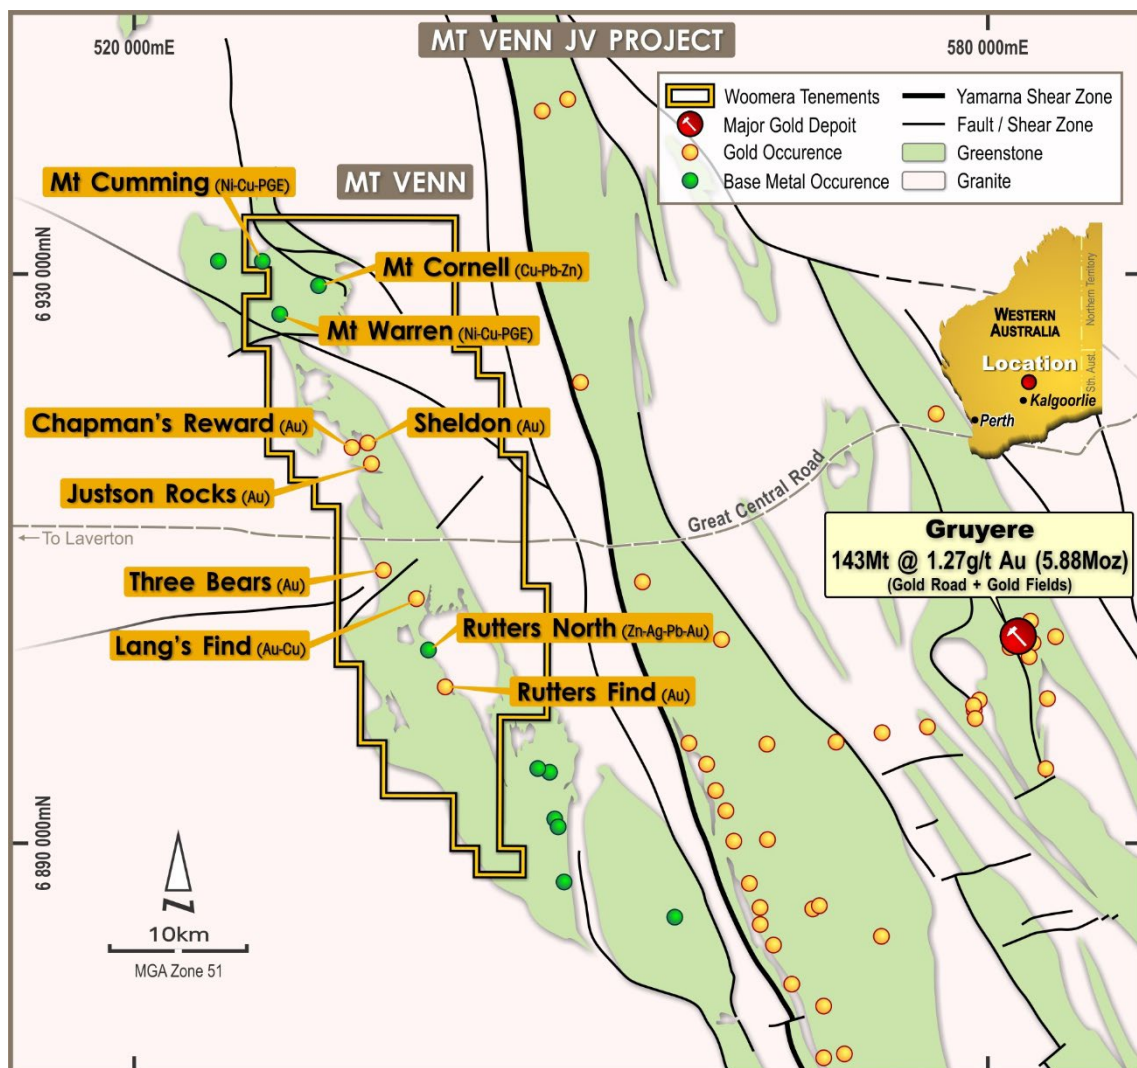 MT VENN JV PROJECT
520 000mE
580 000mE
Woomera Tenements
Major Gold Depoit
Gold Occurence
Base Metal Occurence
Yamarna Shear Zone
Fault / Shear Zone
Greenstone
Granite
MT VENN
Mt Cumming (Ni-Cu-PGE)
Mt Cornell (Cu-Pb-Zn)
Mt Warren (Ni-Cu-PGE)
6 930 000mN
WESTERN
AUSTRALIA
Northern Territory
Sth. Aust.
Location
Kalgoorlie
Perth
Chapman's Reward (Au)
Sheldon (Au)
Justson Rocks (Au)
Great Central Road
To Laverton
Gruyere
143Mt @ 1.27g/t Au (5.88Moz)
(Gold Road + Gold Fields)
Three Bears (Au)
Lang's Find (Au-Cu)
Rutters North (Zn-Ag-Pb-Au)
Rutters Find (Au)
6 890 000mN
N
10km
MGA Zone 51